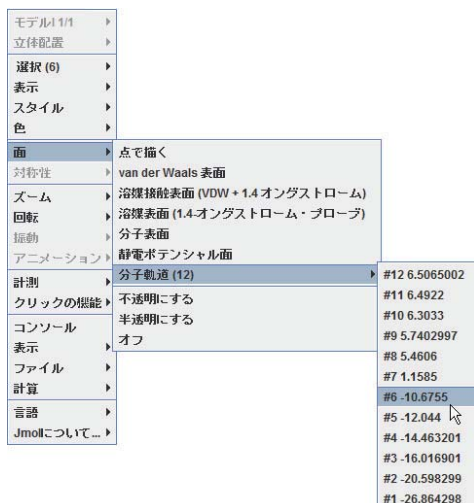 モデル! 1/1
立体配置
選択 (6)
表示
スタイル
色
面
対称性
ズーム
回転
振動
アニメーション
計測
クリックの機能
コンソール
表示
ファイル
計算
言語
Jmolについて...
点で描く
van der Waals 表面
溶媒接触表面 (VDW + 1.4 オングストローム)
溶媒表面 (1.4-オングストローム・プローブ)
分子表面
静電ポテンシャル面
分子軌道 (12)
不透明にする
半透明にする
オフ
#12 6.5065002
#11 6.4922
#10 6.3033
#9 5.7402997
#8 5.4606
#7 1.1585
#6 -10.6755
#5 -12.044
#4 -14.463201
#3 -16.016901
#2 -20.598299
#1 -26.864298